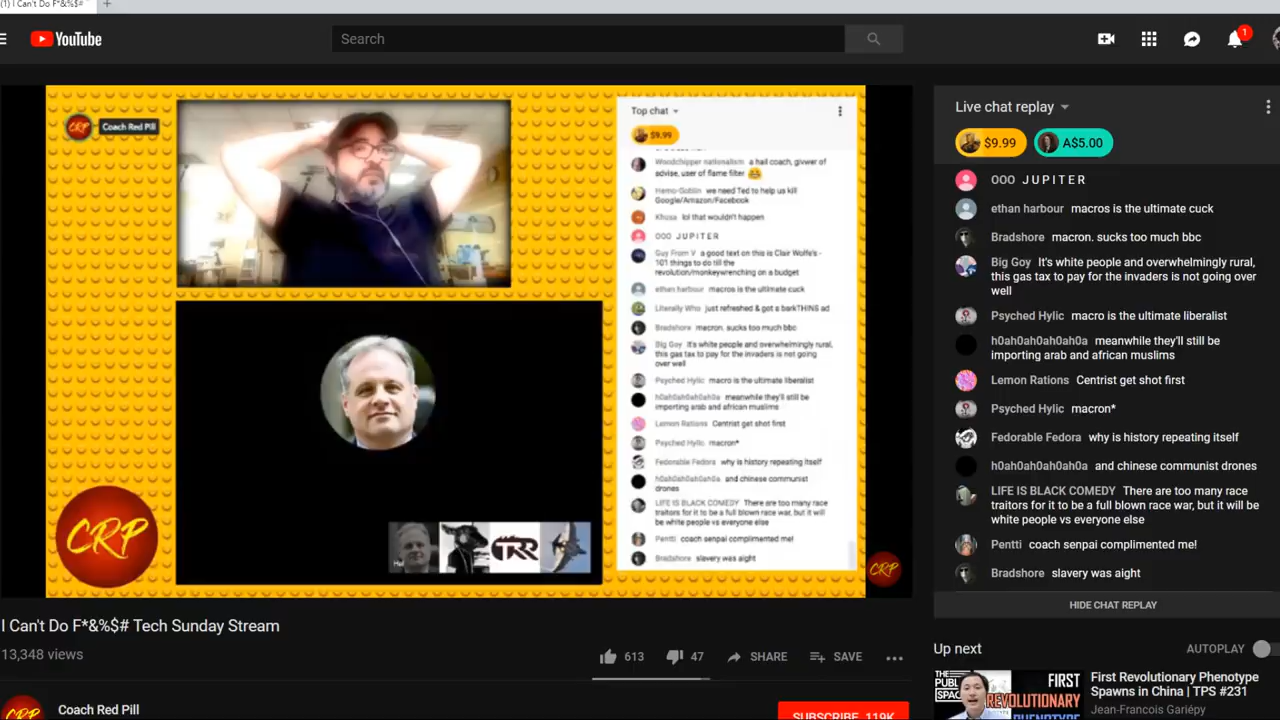 (1) I Can't Do F*&%$#
YouTube
Search
1
CRP
Coach Red Pill
Top chat
$9.99
Woodchipper nationalism a hail coach, givwer of
advise, user of flame filter
Hemo-Goblin we need Ted to help us kill
Google/Amazon/Facebook
Khusa lol that wouldn't happen
OOO J U P I T E R
Guy From V a good text on this is Clair Wolfe's -
101 things to do till the
revolution/monkeywrenching on a budget
ethan harbour macros is the ultimate cuck
Literally Who just refreshed & got a barkTHING ad
Bradshore macron. sucks too much bbc
Big Goy It's white people and overwhelmingly rural,
this gas tax to pay for the invaders is not going
over well
Psyched Hylic macro is the ultimate liberalist
h0ah0ah0ah0a meanwhile they'll still be
importing arab and african muslims
Lemon Rations Centrist get shot first
Psyched Hylic macron*
Fedorable Fedora why is history repeating itself
h0ah0ah0ah0a and chinese communist
drones
LIFE IS BLACK COMEDY There are too many race
traitors for it to be a full blown race war, but it will
be white people vs everyone else
Pentti coach senpai complimented me!
Bradshore slavery was aight
CRP
TRR
CRP
Live chat replay
$9.99
A$5.00
OOO J U P I T E R
ethan harbour macros is the ultimate cuck
Bradshore macron. sucks too much bbc
Big Goy It's white people and overwhelmingly rural,
this gas tax to pay for the invaders is not going over
well
Psyched Hylic macro is the ultimate liberalist
h0ah0ah0ah0a meanwhile they'll still be
importing arab and african muslims
Lemon Rations Centrist get shot first
Psyched Hylic macron*
Fedorable Fedora why is history repeating itself
h0ah0ah0ah0a and chinese communist drones
LIFE IS BLACK COMEDY There are too many race
traitors for it to be a full blown race war, but it will be
white people vs everyone else
Pentti coach senpai complimented me!
Bradshore slavery was aight
HIDE CHAT REPLAY
I Can't Do F*&%$# Tech Sunday Stream
13,348 views
613
47
SHARE
SAVE
CRP
Coach Red Pill
SUBSCRIBE 119K
Up next
AUTOPLAY
THE
PUBL
SPAC
FIRST
REVOLUTIONARY
PHENOTYPE
First Revolutionary Phenotype
Spawns in China | TPS #231
Jean-Francois Gariépy